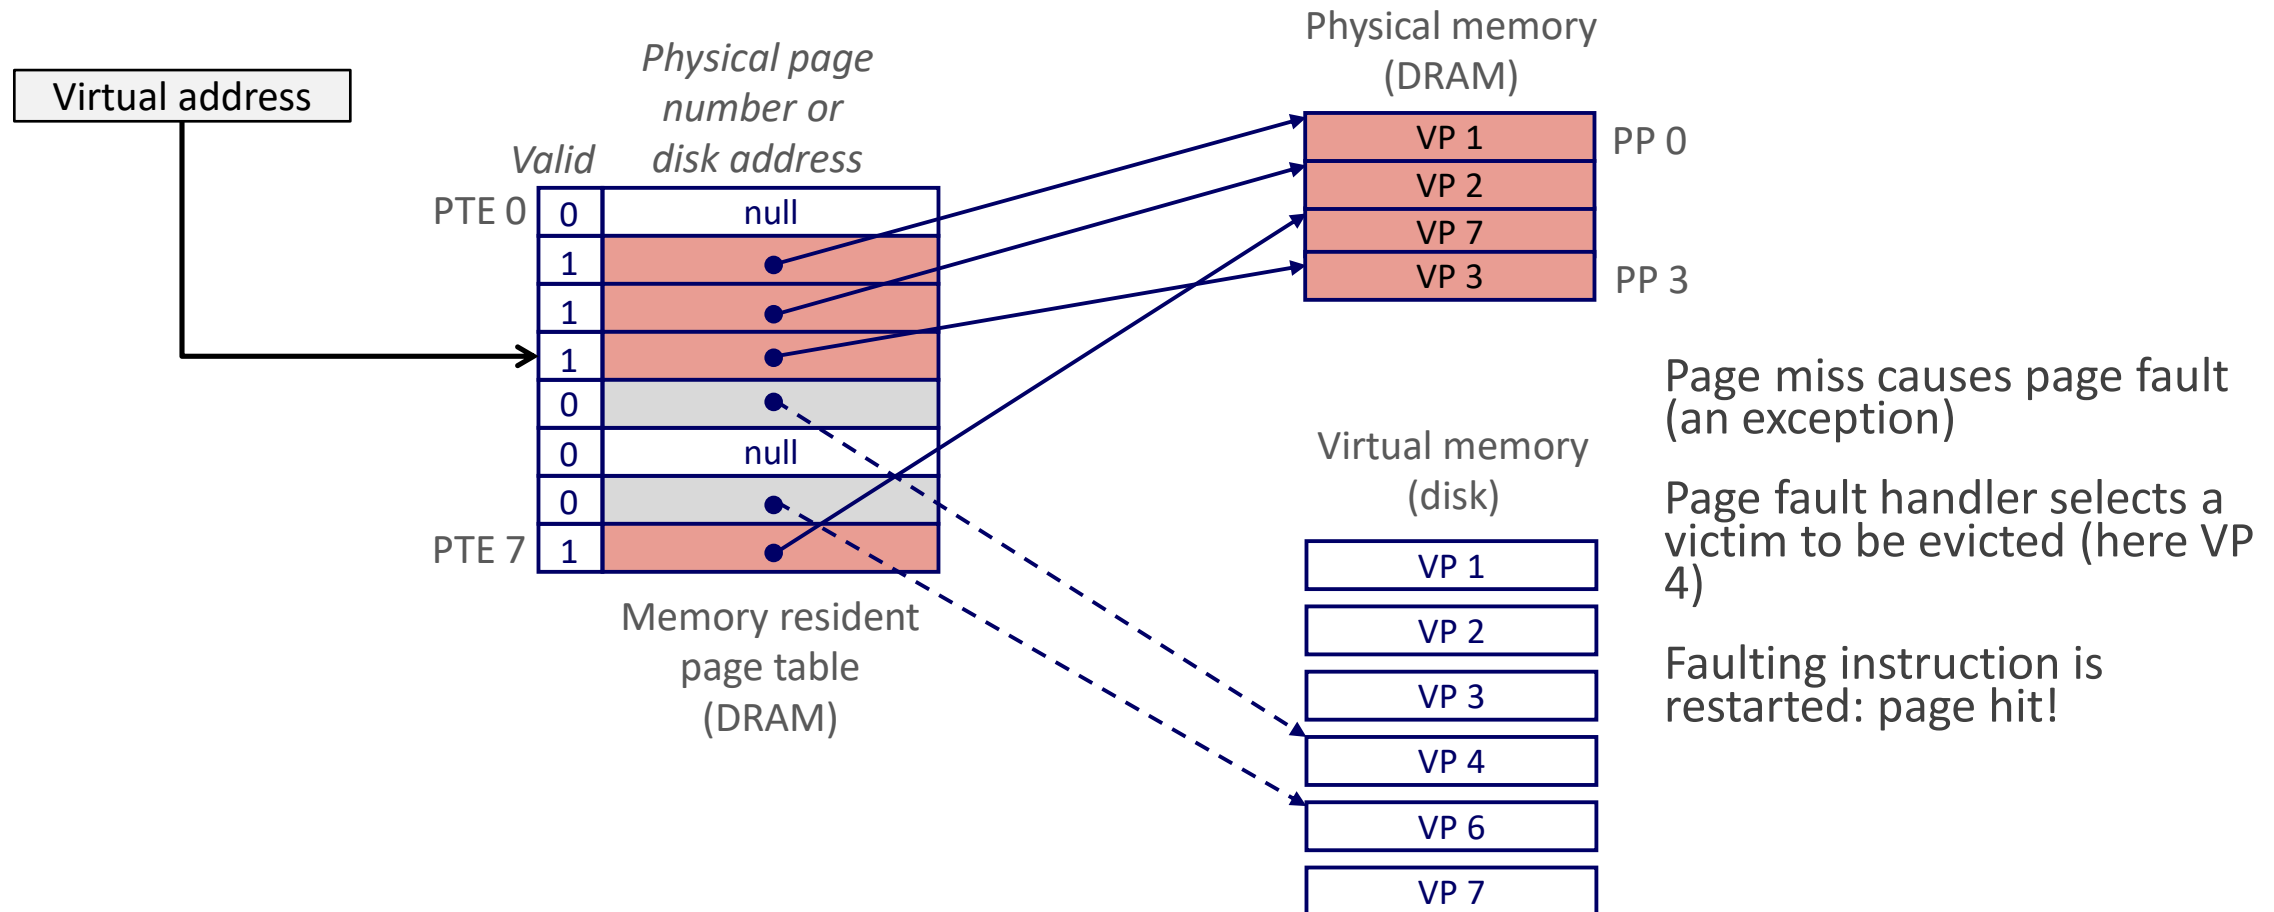 Virtual address
Physical page
number or
disk address
Valid
PTE 0
0
null
1
1
1
0
0
null
0
PTE 7
1
Memory resident
page table
(DRAM)
Physical memory
(DRAM)
VP 1
PP 0
VP 2
VP 7
VP 3
PP 3
Virtual memory
(disk)
VP 1
VP 2
VP 3
VP 4
VP 6
VP 7
Page miss causes page fault
(an exception)
Page fault handler selects a
victim to be evicted (here VP
4)
Faulting instruction is
restarted: page hit!